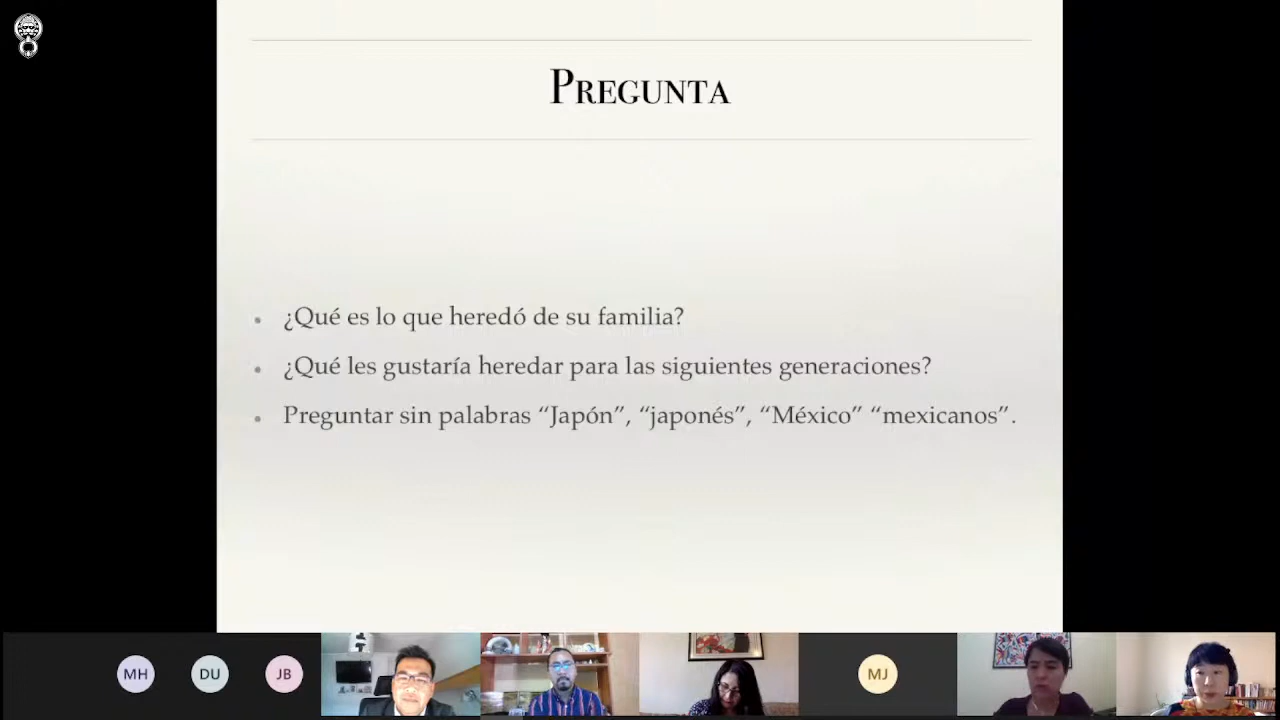 PREGUNTA
¿Qué es lo que heredó de su familia?
¿Qué les gustaría heredar para las siguientes generaciones?
Preguntar sin palabras “Japón”, “japonés”, “México” “mexicanos”.
MH
DU
JB
MJ